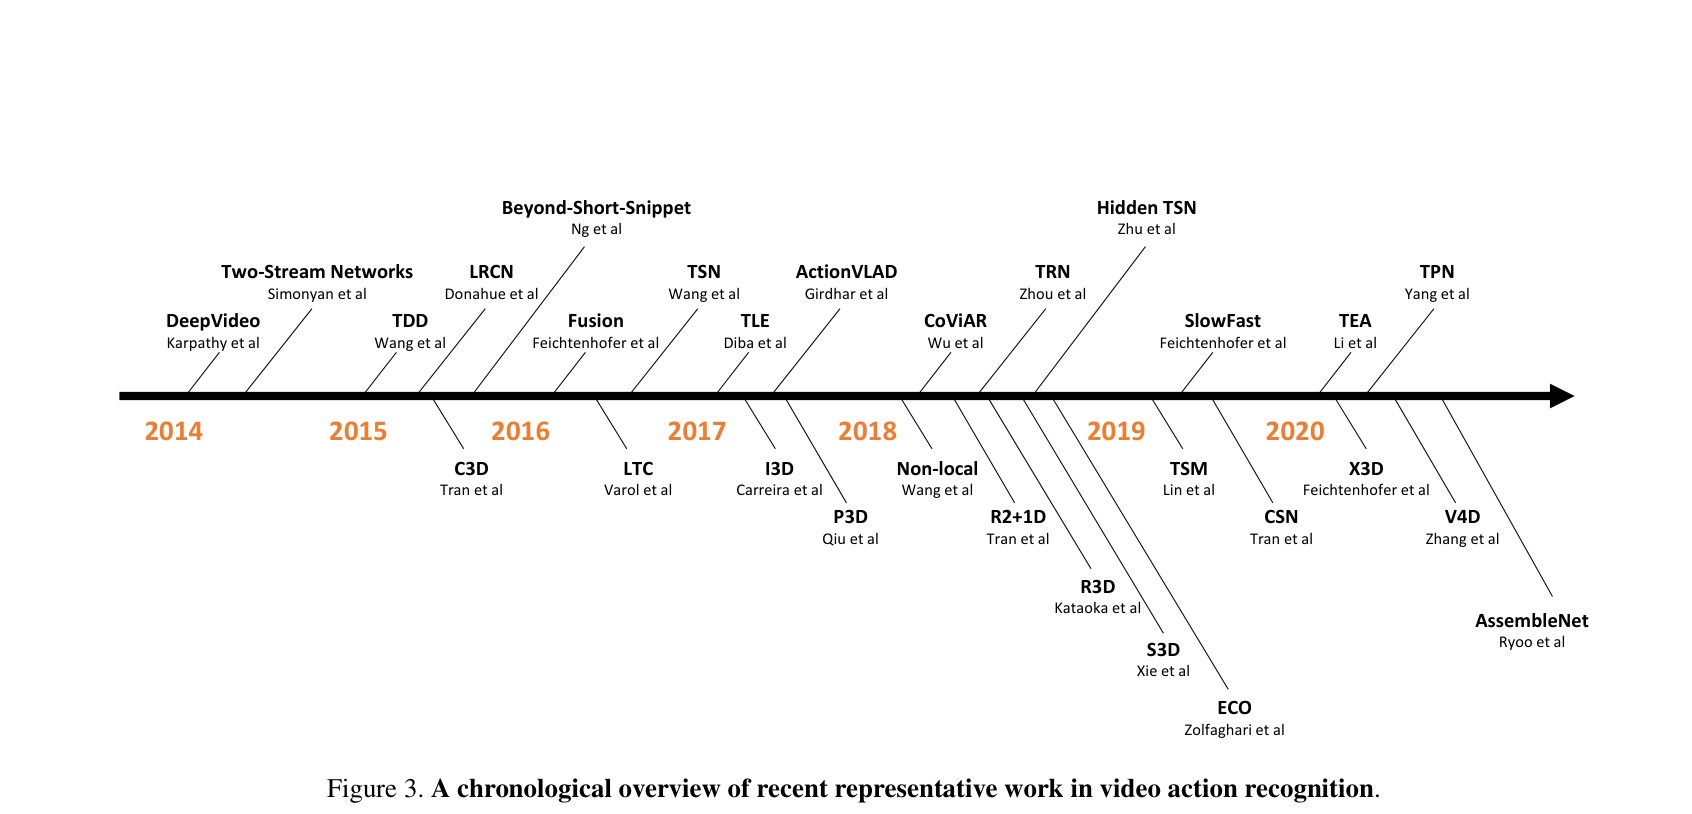 Beyond-Short-Snippet
Ng et al
Hidden TSN
Zhu et al
Two-Stream Networks
Simonyan et al
LRCN
Donahue et al
TSN
Wang et al
ActionVLAD
Girdhar et al
TRN
Zhou et al
TPN
Yang et al
DeepVideo
Karpathy et al
TDD
Wang et al
Fusion
Feichtenhofer et al
TLE
Diba et al
CoViAR
Wu et al
SlowFast
Feichtenhofer et al
TEA
Li et al
2014
2015
2016
2017
2018
2019
2020
C3D
Tran et al
LTC
Varol et al
I3D
Carreira et al
Non-local
Wang et al
TSM
Lin et al
X3D
Feichtenhofer et al
P3D
Qiu et al
R2+1D
Tran et al
CSN
Tran et al
V4D
Zhang et al
R3D
Kataoka et al
AssembleNet
Ryoo et al
S3D
Xie et al
ECO
Zolfaghari et al
Figure 3. A chronological overview of recent representative work in video action recognition.